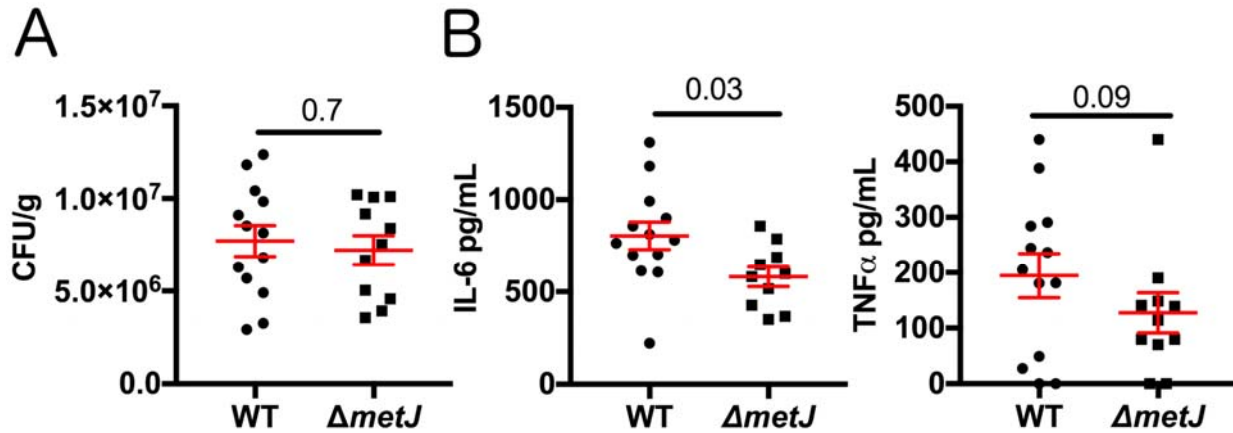 A
CFU/g
1.5×10⁷
1.0×10⁷
5.0×10⁶
0.0
0.7
WT
ΔmetJ
B
IL-6 pg/mL
1500
1000
500
0
0.03
WT
ΔmetJ
TNFα pg/mL
500
400
300
200
100
0
0.09
WT
ΔmetJ